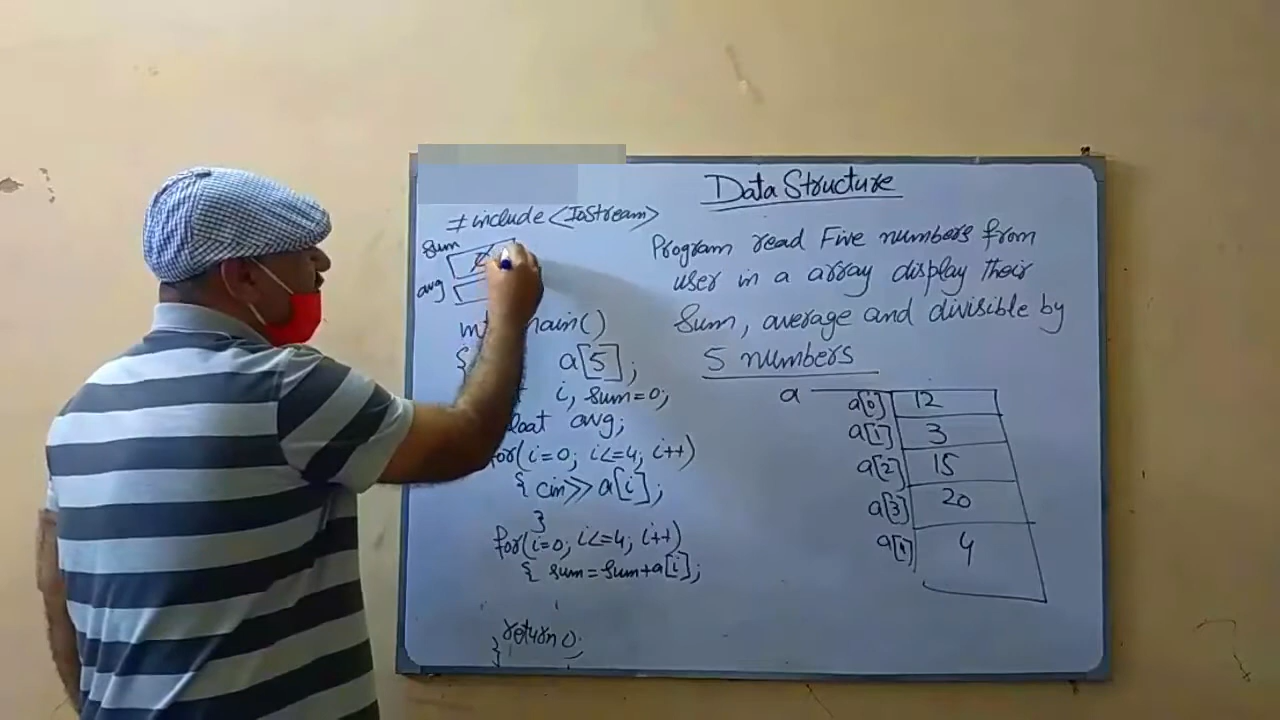 Data Structure
#include <IoStream>
sum
avg
main()
{ a[5];
i, sum=0;
avg;
for(i=0; i<=4; i++)
{ cin>> a[i];
}
for(i=0; i<=4; i++)
{ sum=sum+a[i];
return 0;
}
Program read Five numbers from
user in a array display their
Sum, average and divisible by
5 numbers
a
a[0] 12
a[1] 3
a[2] 15
a[3] 20
a[4] 4